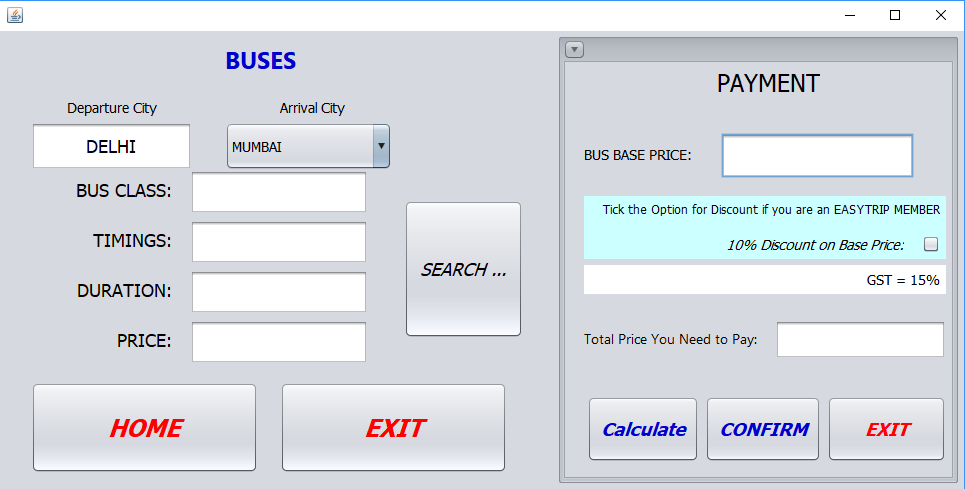 BUSES
Departure City
Arrival City
DELHI
MUMBAI
BUS CLASS:
TIMINGS:
DURATION:
PRICE:
SEARCH ...
HOME
EXIT
PAYMENT
BUS BASE PRICE:
Tick the Option for Discount if you are an EASYTRIP MEMBER
10% Discount on Base Price:
GST = 15%
Total Price You Need to Pay:
Calculate
CONFIRM
EXIT